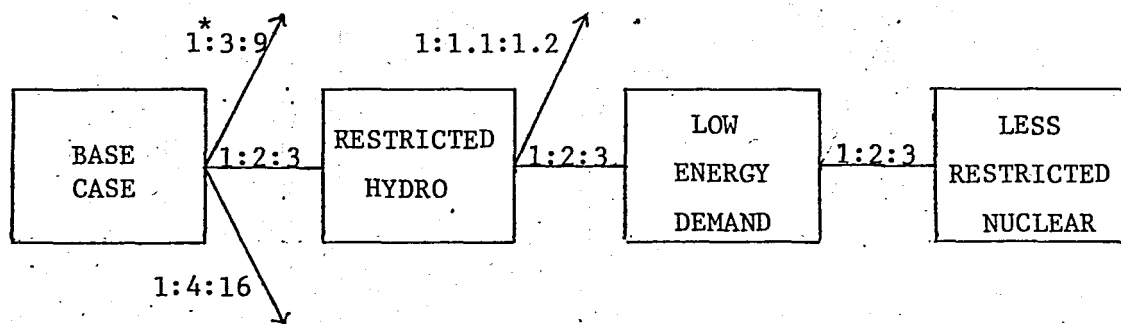 *
1:3:9
1:1.1:1.2
BASE
CASE
1:2:3
RESTRICTED
HYDRO
1:2:3
LOW
ENERGY
DEMAND
1:2:3
LESS
RESTRICTED
NUCLEAR
1:4:16